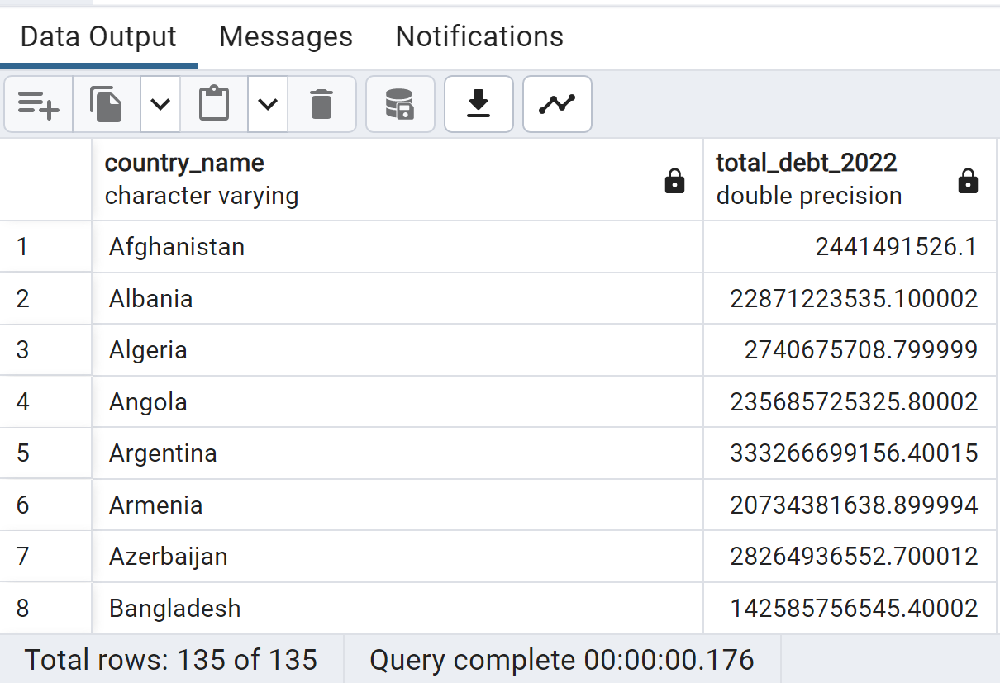 Data Output Messages Notifications
country_name total_debt_2022
character varying double precision
1 Afghanistan 2441491526.1
2 Albania 22871223535.100002
3 Algeria 2740675708.799999
4 Angola 235685725325.80002
5 Argentina 333266699156.40015
6 Armenia 20734381638.899994
7 Azerbaijan 28264936552.700012
8 Bangladesh 142585756545.40002
Total rows: 135 of 135 Query complete 00:00:00.176